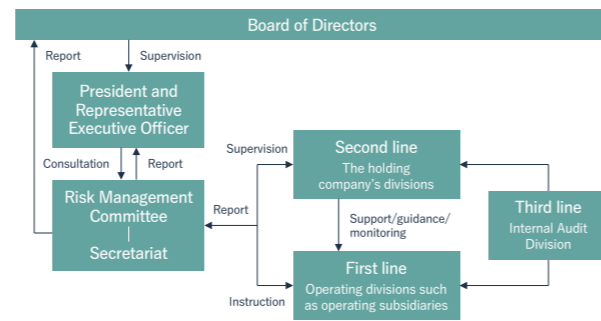 Board of Directors
Report
Supervision
President and
Representative
Executive Officer
Consultation
Report
Risk Management
Committee
Secretariat
Report
Supervision
Instruction
Second line
The holding
company's divisions
Support/guidance/
monitoring
First line
Operating divisions such
as operating subsidiaries
Third line
Internal Audit
Division